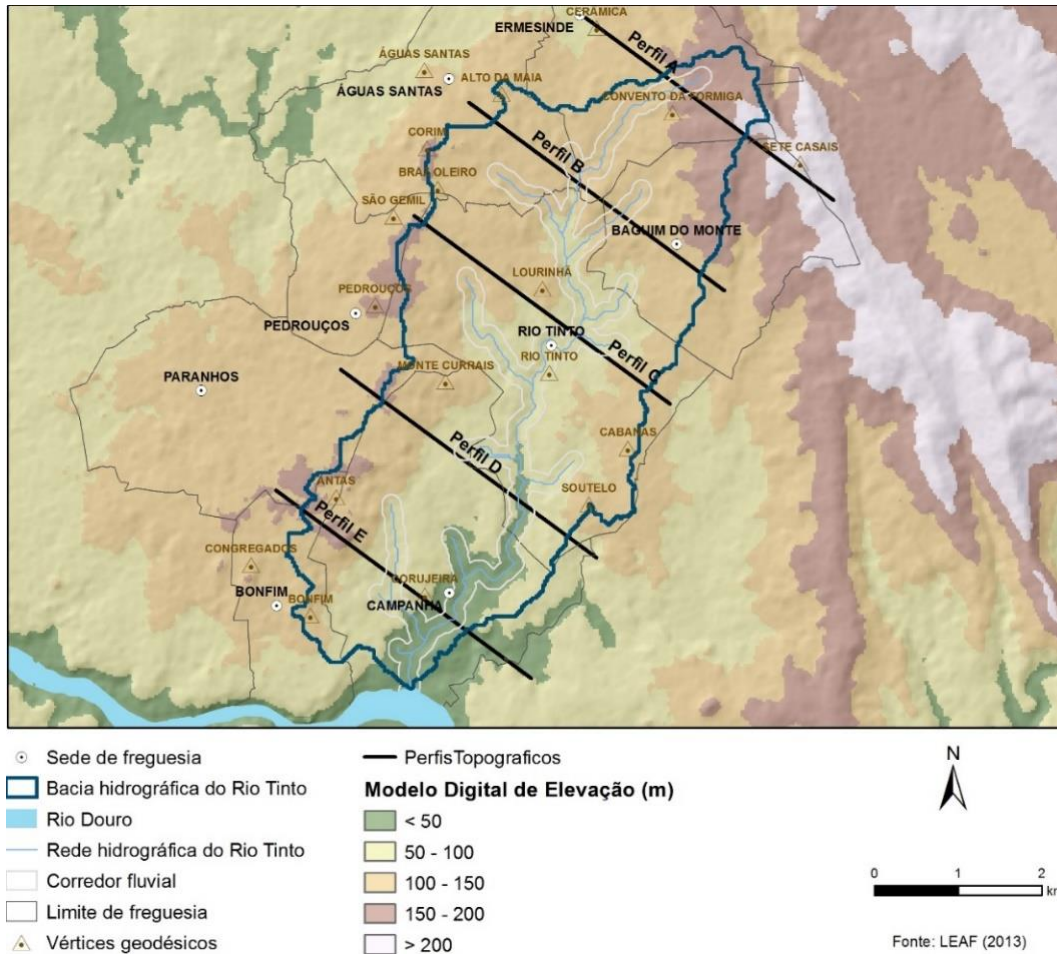 CERÂMICA
ERMESINDE
Perfil A
ÁGUAS SANTAS
ÁGUAS SANTAS
ALTO DA MAIA
CONVENTO DA FORMIGA
CORIM
SETE CASAIS
Perfil B
SÃO GEMIL
BAGUIM DO MONTE
LOURINHÃ
PEDROUÇOS
PEDROUÇOS
RIO TINTO
RIO TINTO
Perfil C
MONTE CURRAIS
PARANHOS
CABANAS
Perfil D
SOUTELO
ANTAS
Perfil E
CONGREGADOS
CORUJEIRA
BONFIM
CAMPANHÃ
BONFIM
Sede de freguesia
Bacia hidrográfica do Rio Tinto
Rio Douro
Rede hidrográfica do Rio Tinto
Corredor fluvial
Limite de freguesia
Vértices geodésicos
PerfisTopograficos
Modelo Digital de Elevação (m)
< 50
50 - 100
100 - 150
150 - 200
> 200
N
0 1 2
km
Fonte: LEAF (2013)